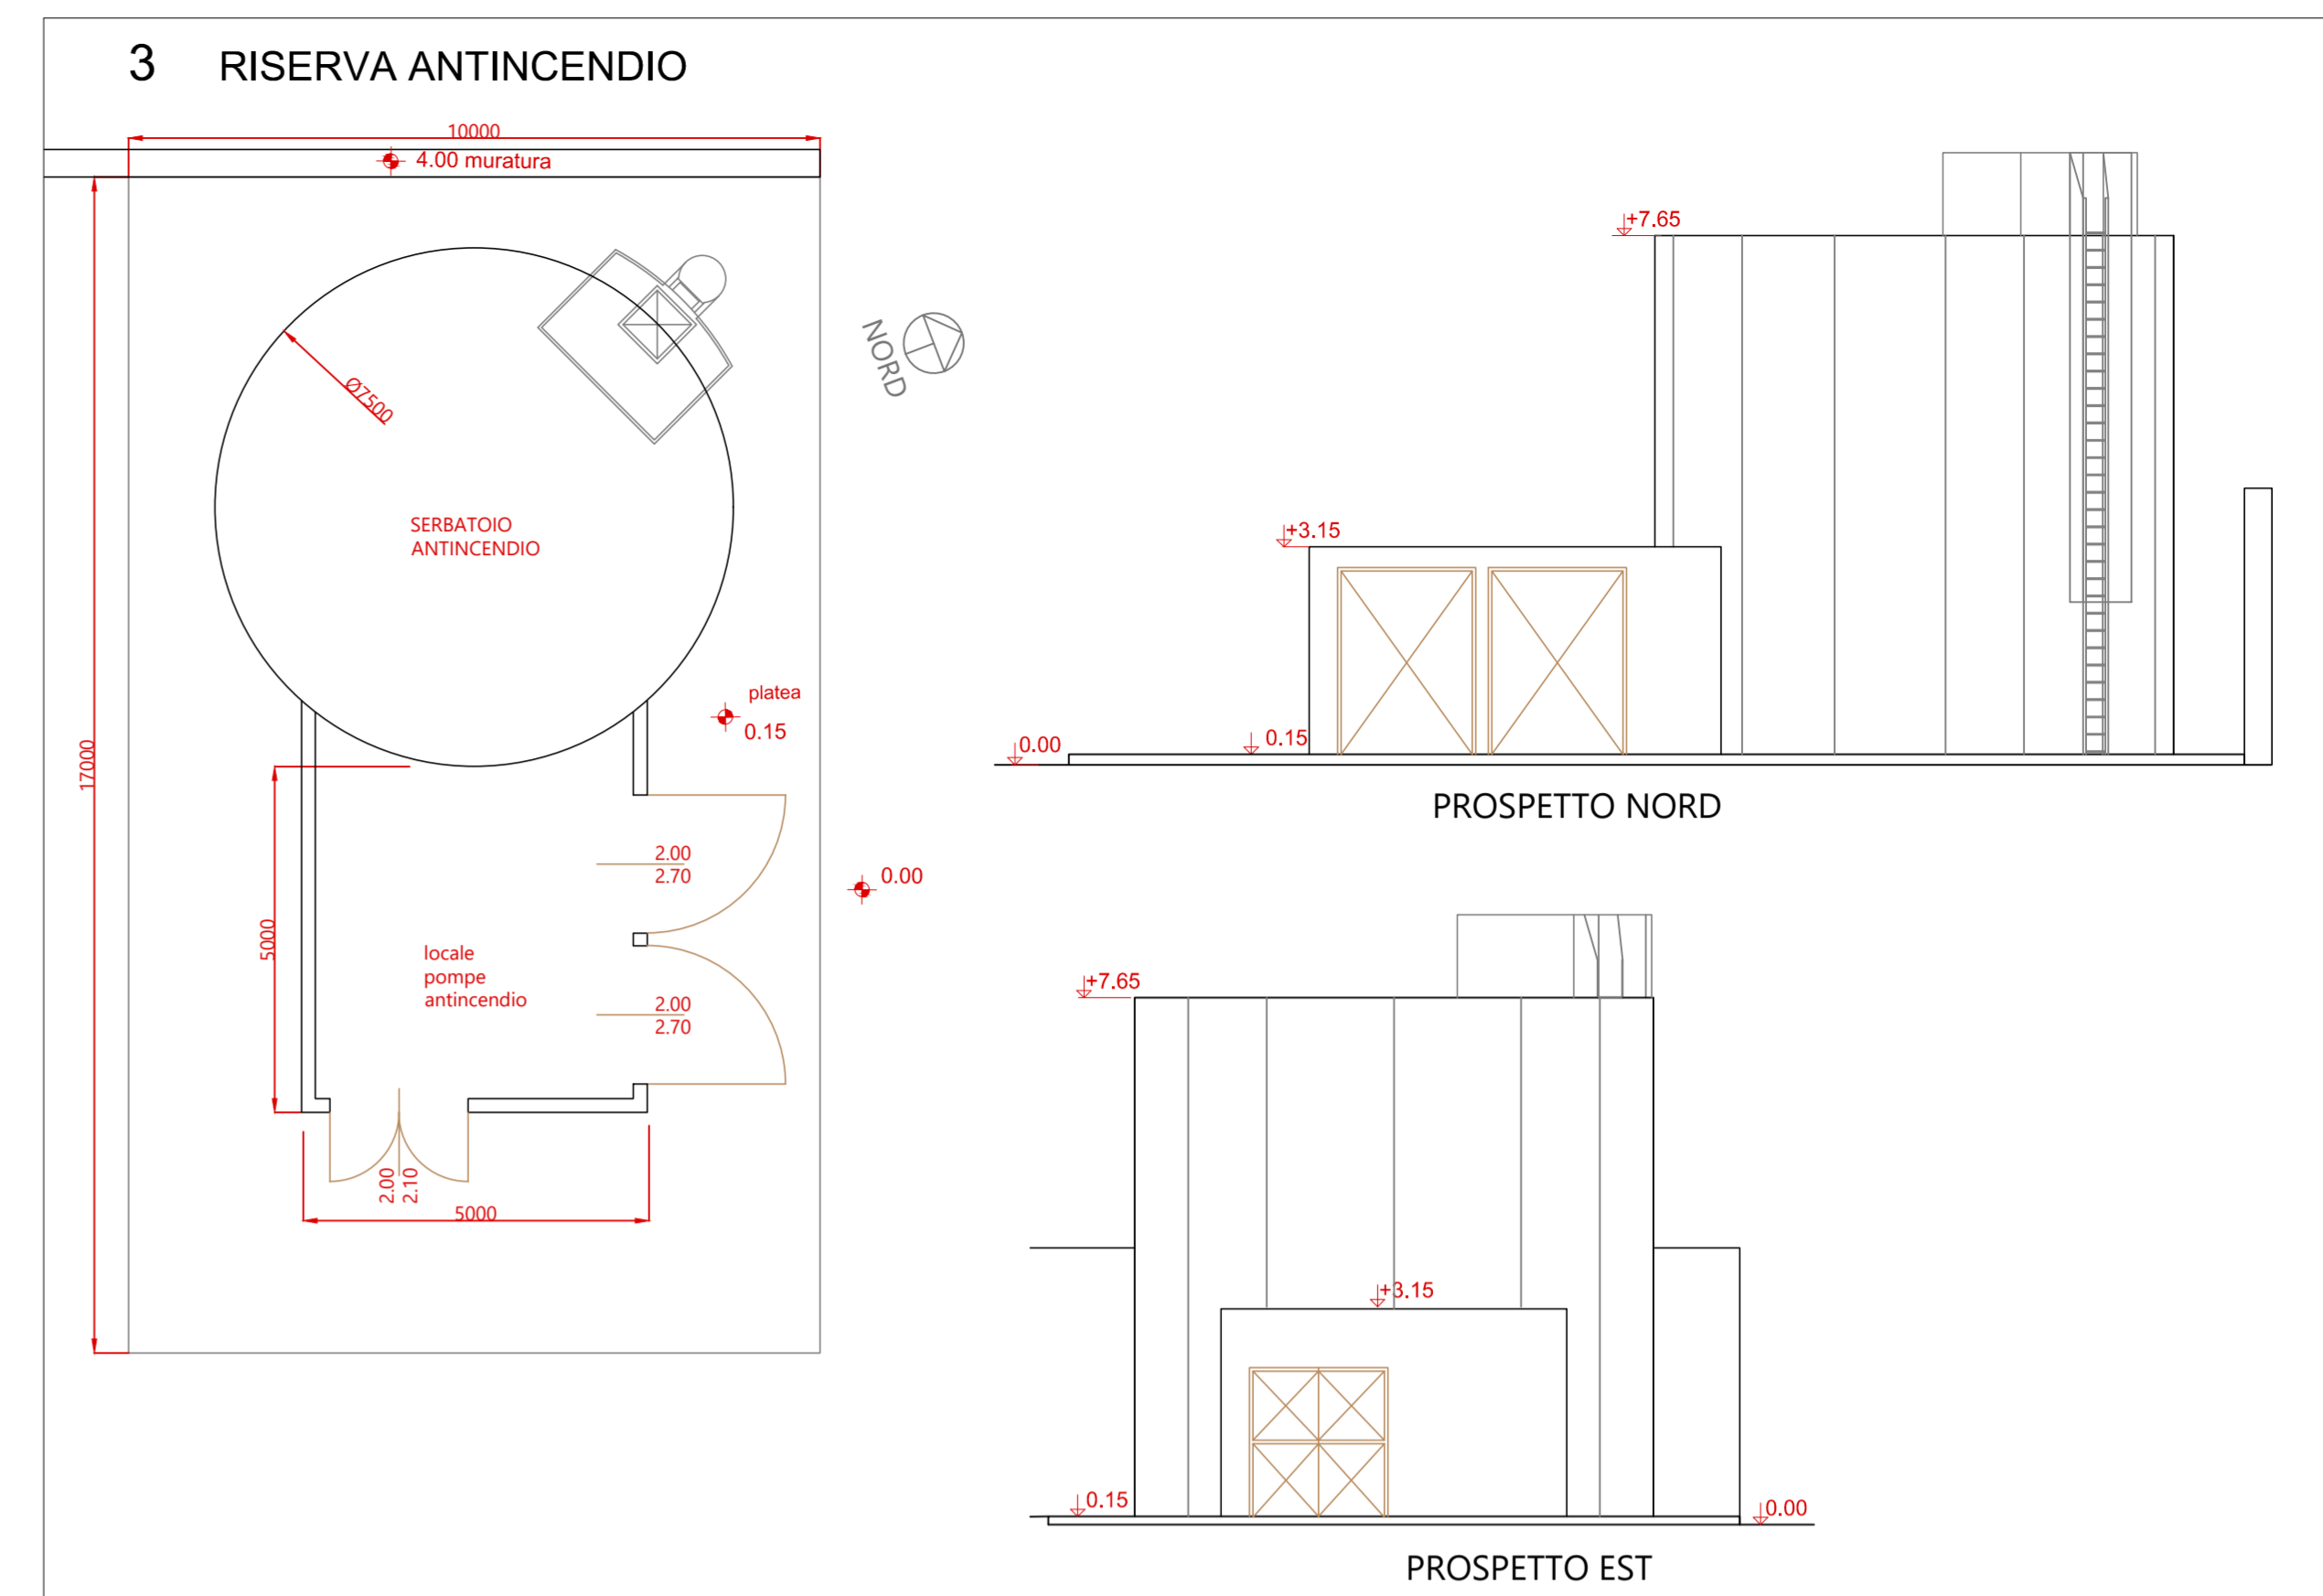 3 RISERVA ANTINCENDIO
10000
4.00 muratura
Ø7500
NORD
SERBATOIO
ANTINCENDIO
platea
0.15
17000
5000
2.00
2.70
0.00
locale
pompe
antincendio
2.00
2.70
2.00
2.10
5000
+7.65
+3.15
0.00
0.15
PROSPETTO NORD
+7.65
+3.15
0.15
0.00
PROSPETTO EST